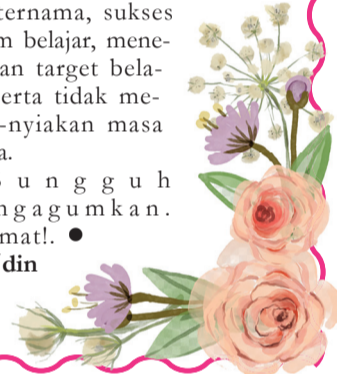 ternama, sukses
m belajar, mene-
an target bela-
erta tidak me-
-nyiakan masa
a.
u n g g u h
ngagumkan.
mat!. ●
din